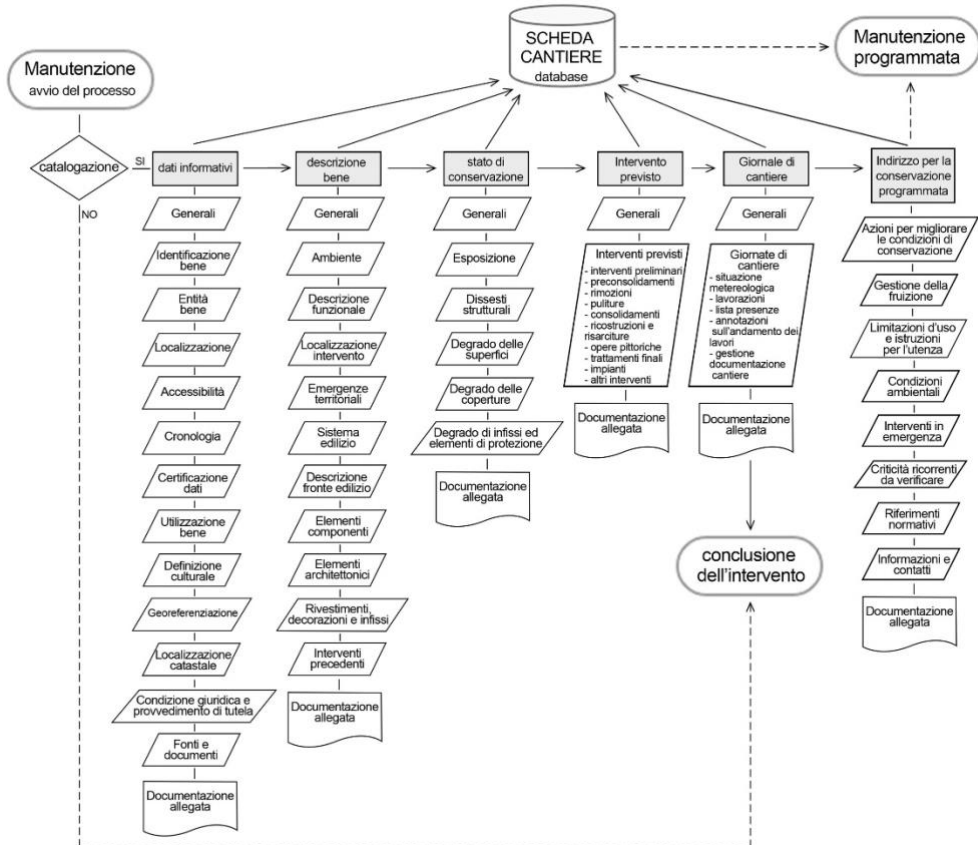 SCHEDA
CANTIERE
database
Manutenzione
programmata
Manutenzione
avvio del processo
catalogazione
SI
NO
dati informativi
Generali
Identificazione
bene
Entità
bene
Localizzazione
Accessibilità
Cronologia
Certificazione
dati
Utilizzazione
bene
Definizione
culturale
Georeferenziazione
Localizzazione
catastale
Condizione giuridica e
provvedimento di tutela
Fonti e
documenti
Documentazione
allegata
descrizione
bene
Generali
Ambiente
Descrizione
funzionale
Localizzazione
intervento
Emergenze
territoriali
Sistema
edilizio
Descrizione
fronte edilizio
Elementi
componenti
Elementi
architettonici
Rivestimenti,
decorazioni e infissi
Interventi
precedenti
Documentazione
allegata
stato di
conservazione
Generali
Esposizione
Dissesti
strutturali
Degrado delle
superfici
Degrado delle
coperture
Degrado di infissi ed
elementi di protezione
Documentazione
allegata
Intervento
previsto
Generali
Interventi previsti
- interventi preliminari
- preconsolidamenti
- rimozioni
- puliture
- consolidamenti
- ricostruzioni e
risarciture
- opere pittoriche
- trattamenti finali
- impianti
- altri interventi
Documentazione
allegata
Giornale di
cantiere
Generali
Giornate di
cantiere
- situazione
metereologica
- lavorazioni
- lista presenze
- annotazioni
sull'andamento dei
lavori
- gestione
documentazione
cantiere
Documentazione
allegata
conclusione
dell'intervento
Indirizzo per la
conservazione
programmata
Azioni per migliorare
le condizioni di
conservazione
Gestione della
fruizione
Limitazioni d'uso
e istruzioni
per l'utenza
Condizioni
ambientali
Interventi in
emergenza
Criticità ricorrenti
da verificare
Riferimenti
normativi
Informazioni e
contatti
Documentazione
allegata